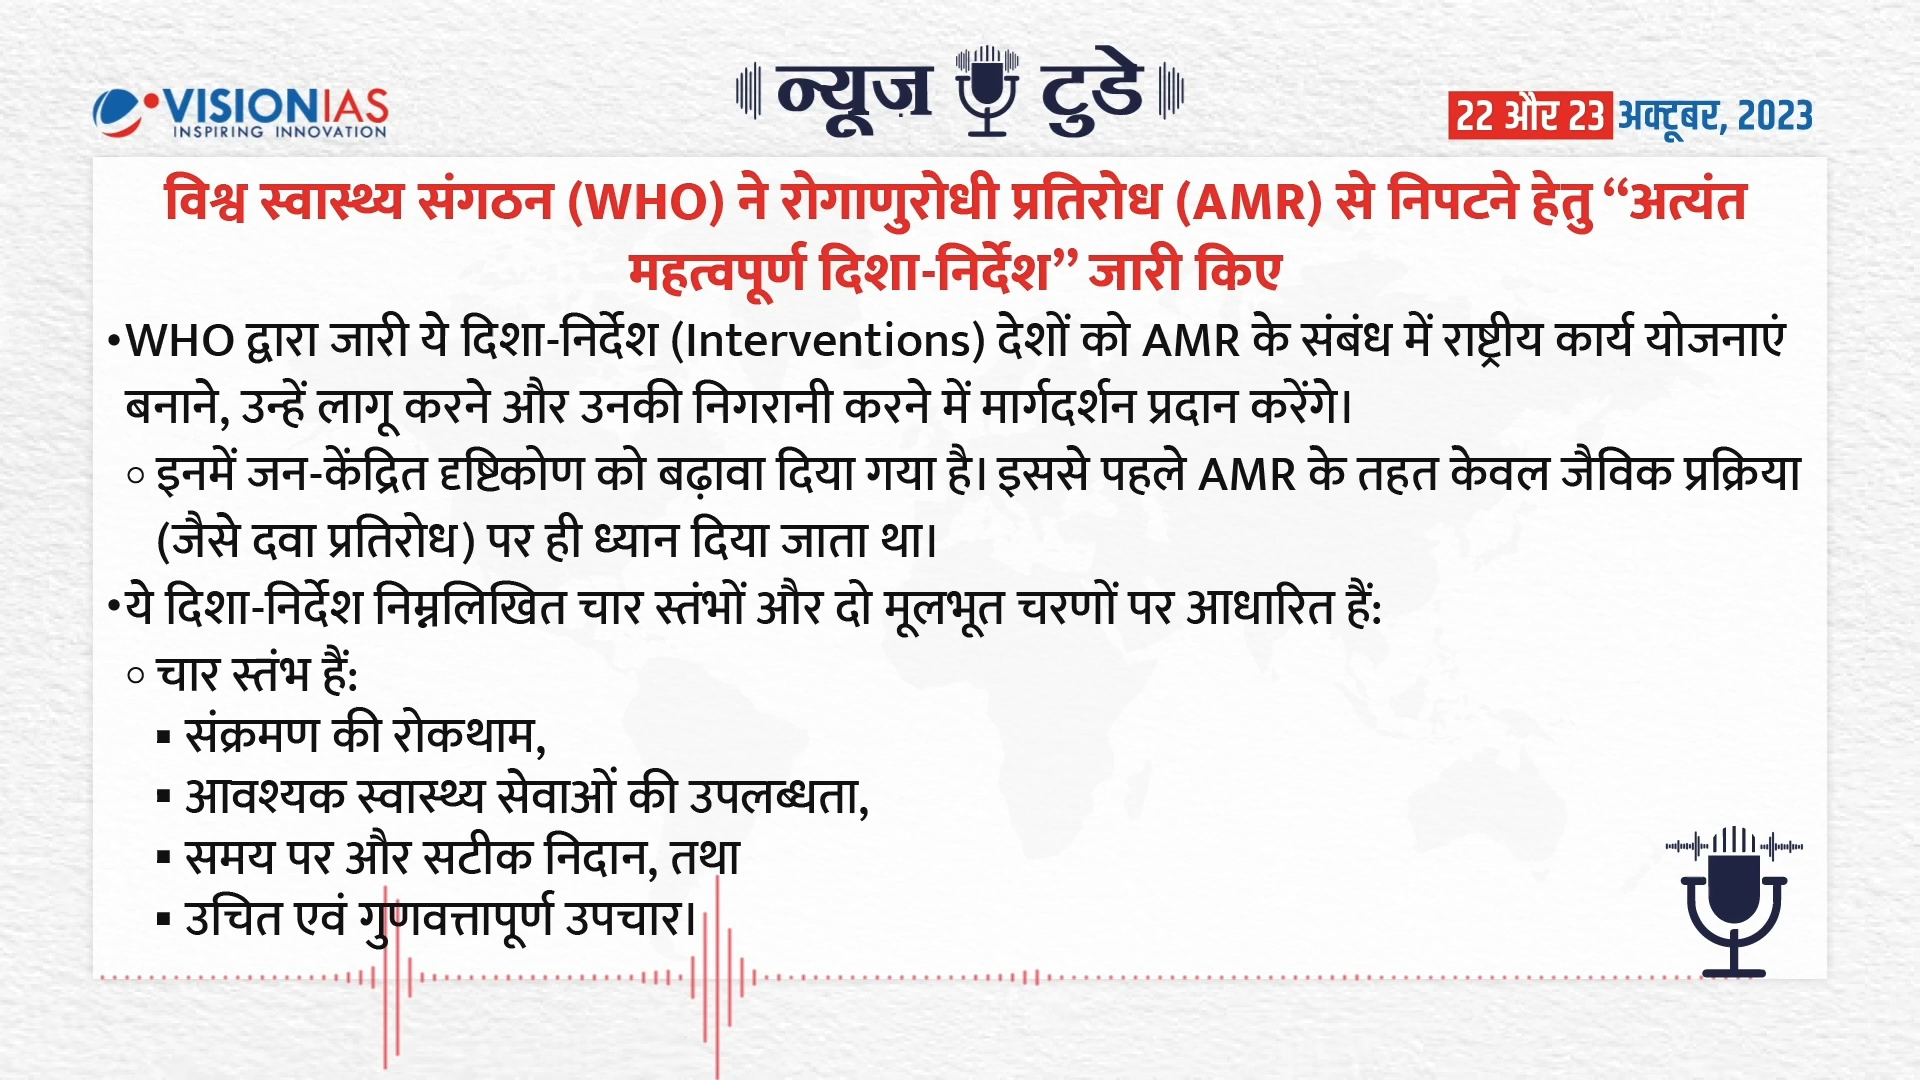 VISIONIAS
INSPIRING INNOVATION
न्यूज़ टुडे
22 और 23 अक्टूबर, 2023
विश्व स्वास्थ्य संगठन (WHO) ने रोगाणुरोधी प्रतिरोध (AMR) से निपटने हेतु “अत्यंत
महत्वपूर्ण दिशा-निर्देश” जारी किए
•WHO द्वारा जारी ये दिशा-निर्देश (Interventions) देशों को AMR के संबंध में राष्ट्रीय कार्य योजनाएं
बनाने, उन्हें लागू करने और उनकी निगरानी करने में मार्गदर्शन प्रदान करेंगे।
○ इनमें जन-केंद्रित दृष्टिकोण को बढ़ावा दिया गया है। इससे पहले AMR के तहत केवल जैविक प्रक्रिया
(जैसे दवा प्रतिरोध) पर ही ध्यान दिया जाता था।
•ये दिशा-निर्देश निम्नलिखित चार स्तंभों और दो मूलभूत चरणों पर आधारित हैं:
○ चार स्तंभ हैं:
▪ संक्रमण की रोकथाम,
▪ आवश्यक स्वास्थ्य सेवाओं की उपलब्धता,
▪ समय पर और सटीक निदान, तथा
▪ उचित एवं गुणवत्तापूर्ण उपचार।